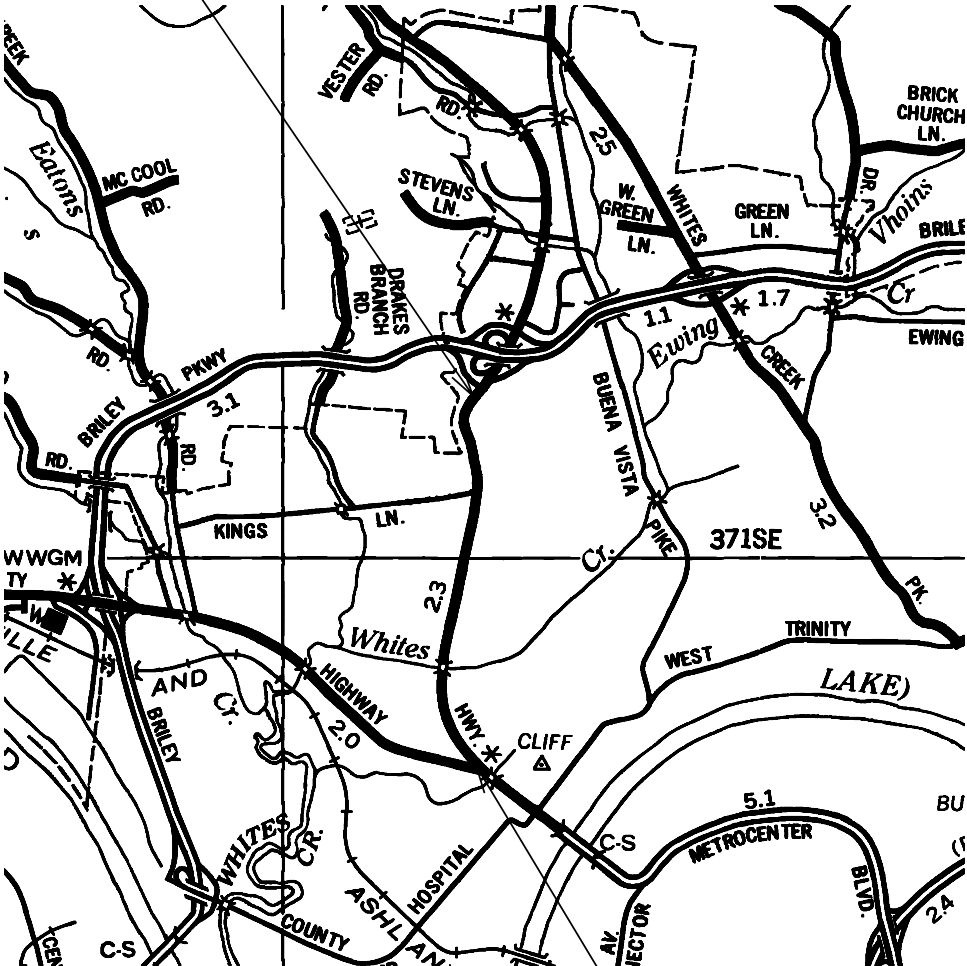 Eatons
MC COOL
RD.
VESTER
RD.
RD.
2.5
BRICK
CHURCH
LN.
STEVENS
LN.
W.
GREEN
LN.
WHITES
GREEN
LN.
DR.
Vhoins
DRAKES
BRANCH
RD.
RD.
PKWY
BRILEY
3.1
1.1
1.7
Cr
Ewing
EWING
CREEK
RD.
RD.
KINGS
LN.
BUENA VISTA
PIKE
3.2
371SE
PK.
2.3
Cr.
Whites
WEST
TRINITY
LAKE)
AND
Cr.
BRILEY
HIGHWAY
2.0
HWY.
CLIFF
5.1
METROCENTER
BLVD.
C-S
WHITES
CR.
HOSPITAL
ASHLAN
COUNTY
C-S
AV.
2.4